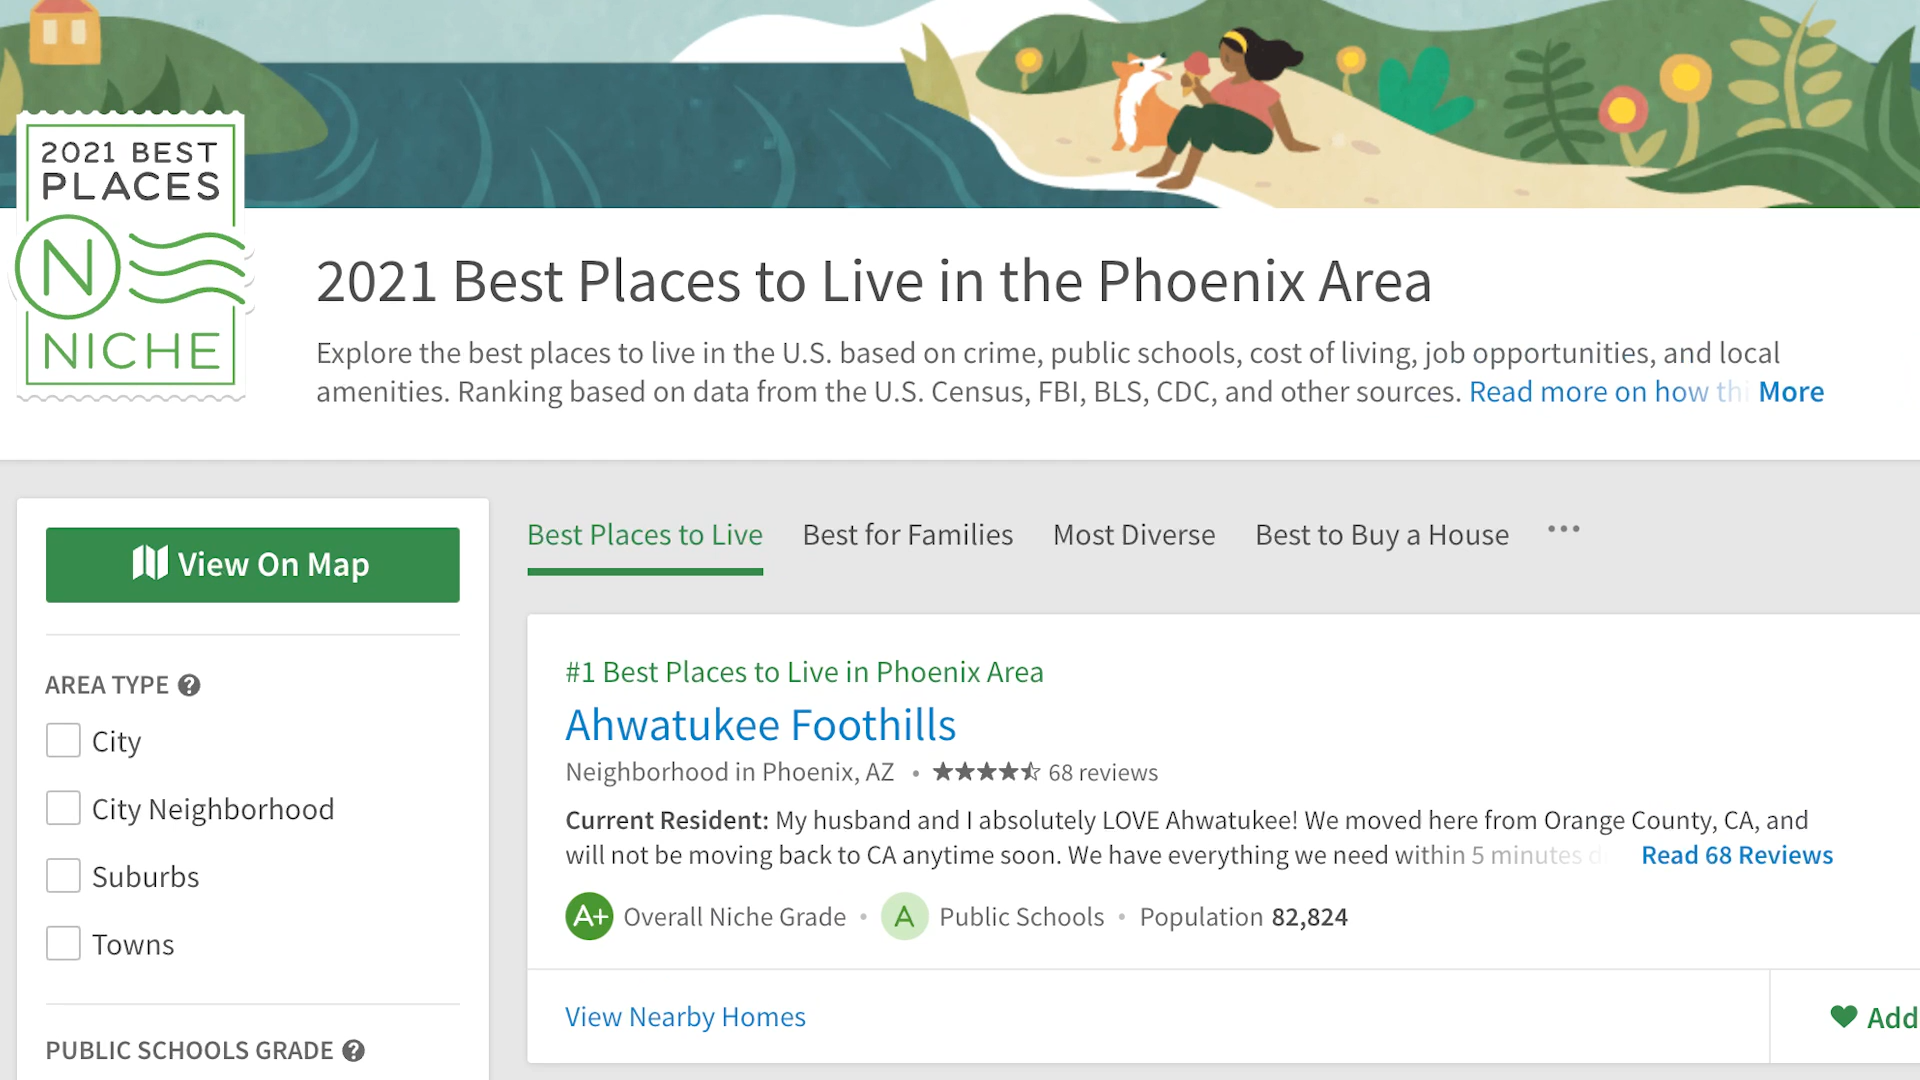 2021 BEST
PLACES
N
NICHE
2021 Best Places to Live in the Phoenix Area
Explore the best places to live in the U.S. based on crime, public schools, cost of living, job opportunities, and local
amenities. Ranking based on data from the U.S. Census, FBI, BLS, CDC, and other sources. Read more on how thi More
View On Map
AREA TYPE ?
City
City Neighborhood
Suburbs
Towns
PUBLIC SCHOOLS GRADE ?
Best Places to Live Best for Families Most Diverse Best to Buy a House ...
#1 Best Places to Live in Phoenix Area
Ahwatukee Foothills
Neighborhood in Phoenix, AZ • ★★★★⯪ 68 reviews
Current Resident: My husband and I absolutely LOVE Ahwatukee! We moved here from Orange County, CA, and
will not be moving back to CA anytime soon. We have everything we need within 5 minutes Read 68 Reviews
A+ Overall Niche Grade • A Public Schools • Population 82,824
View Nearby Homes
Add